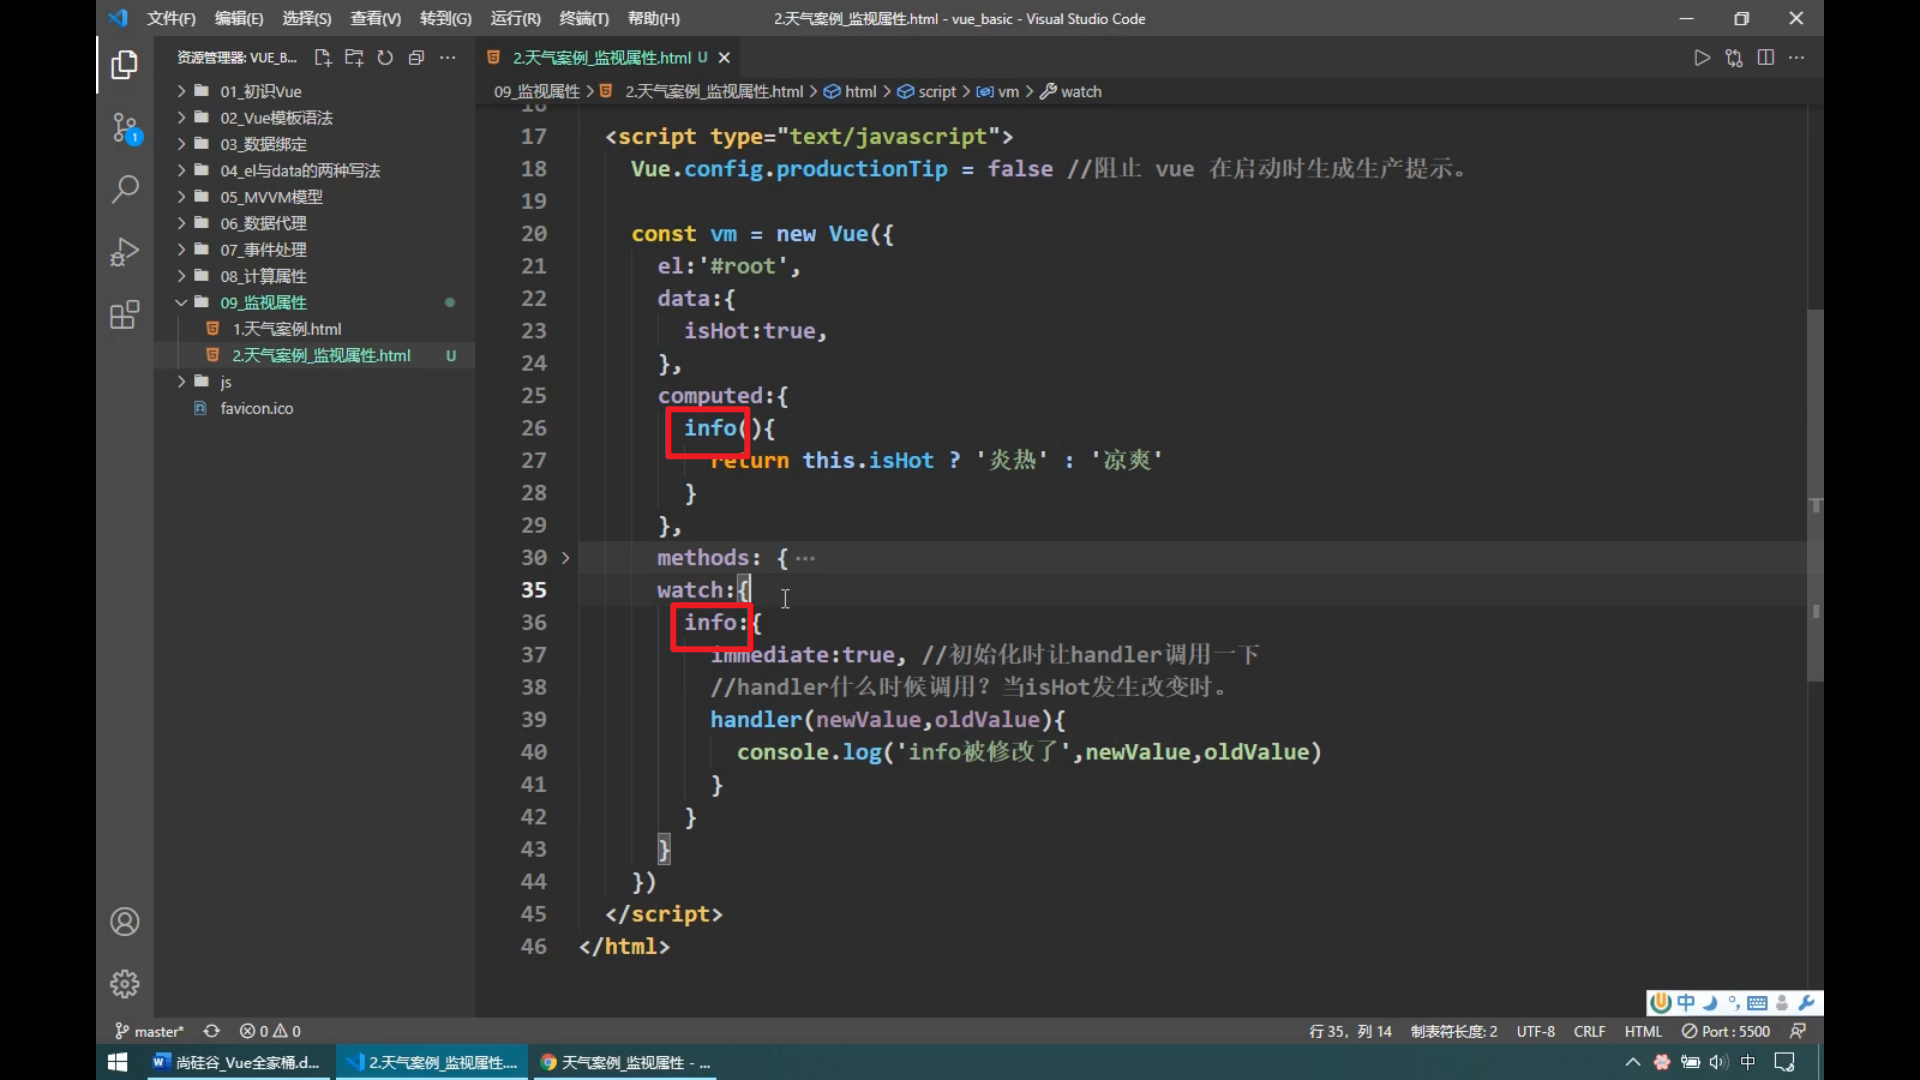 文件(F) 编辑(E) 选择(S) 查看(V) 转到(G) 运行(R) 终端(T) 帮助(H) 2.天气案例_监视属性.html - vue_basic - Visual Studio Code
资源管理器: VUE_B...
2.天气案例_监视属性.html U
09_监视属性 > 2.天气案例_监视属性.html > html > script > vm > watch
01_初识Vue
02_Vue模板语法
03_数据绑定
04_el与data的两种写法
05_MVVM模型
06_数据代理
07_事件处理
08_计算属性
09_监视属性
1.天气案例.html
2.天气案例_监视属性.html U
js
favicon.ico
1
16
17 <script type="text/javascript">
18 Vue.config.productionTip = false //阻止 vue 在启动时生成生产提示。
19
20 const vm = new Vue({
21 el:'#root',
22 data:{
23 isHot:true,
24 },
25 computed:{
26 info(){
27 return this.isHot ? '炎热' : '凉爽'
28 }
29 },
30 methods: {···
35 watch:{
36 info:{
37 immediate:true, //初始化时让handler调用一下
38 //handler什么时候调用？当isHot发生改变时。
39 handler(newValue,oldValue){
40 console.log('info被修改了',newValue,oldValue)
41 }
42 }
43 }
44 })
45 </script>
46 </html>
中
master* 0 0 行 35，列 14 制表符长度: 2 UTF-8 CRLF HTML Port : 5500
尚硅谷_Vue全家桶.d... 2.天气案例_监视属性.... 天气案例_监视属性 - ... 中